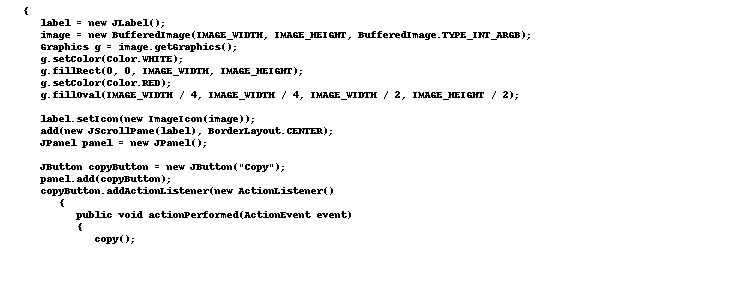 {
label = new JLabel();
image = new BufferedImage(IMAGE_WIDTH, IMAGE_HEIGHT, BufferedImage.TYPE_INT_ARGB);
Graphics g = image.getGraphics();
g.setColor(Color.WHITE);
g.fillRect(0, 0, IMAGE_WIDTH, IMAGE_HEIGHT);
g.setColor(Color.RED);
g.fillOval(IMAGE_WIDTH / 4, IMAGE_WIDTH / 4, IMAGE_WIDTH / 2, IMAGE_HEIGHT / 2);
label.setIcon(new ImageIcon(image));
add(new JScrollPane(label), BorderLayout.CENTER);
JPanel panel = new JPanel();
JButton copyButton = new JButton("Copy");
panel.add(copyButton);
copyButton.addActionListener(new ActionListener()
{
public void actionPerformed(ActionEvent event)
{
copy();